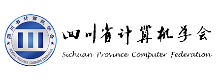 四川省计算机学会
Sichuan Province Computer Federation